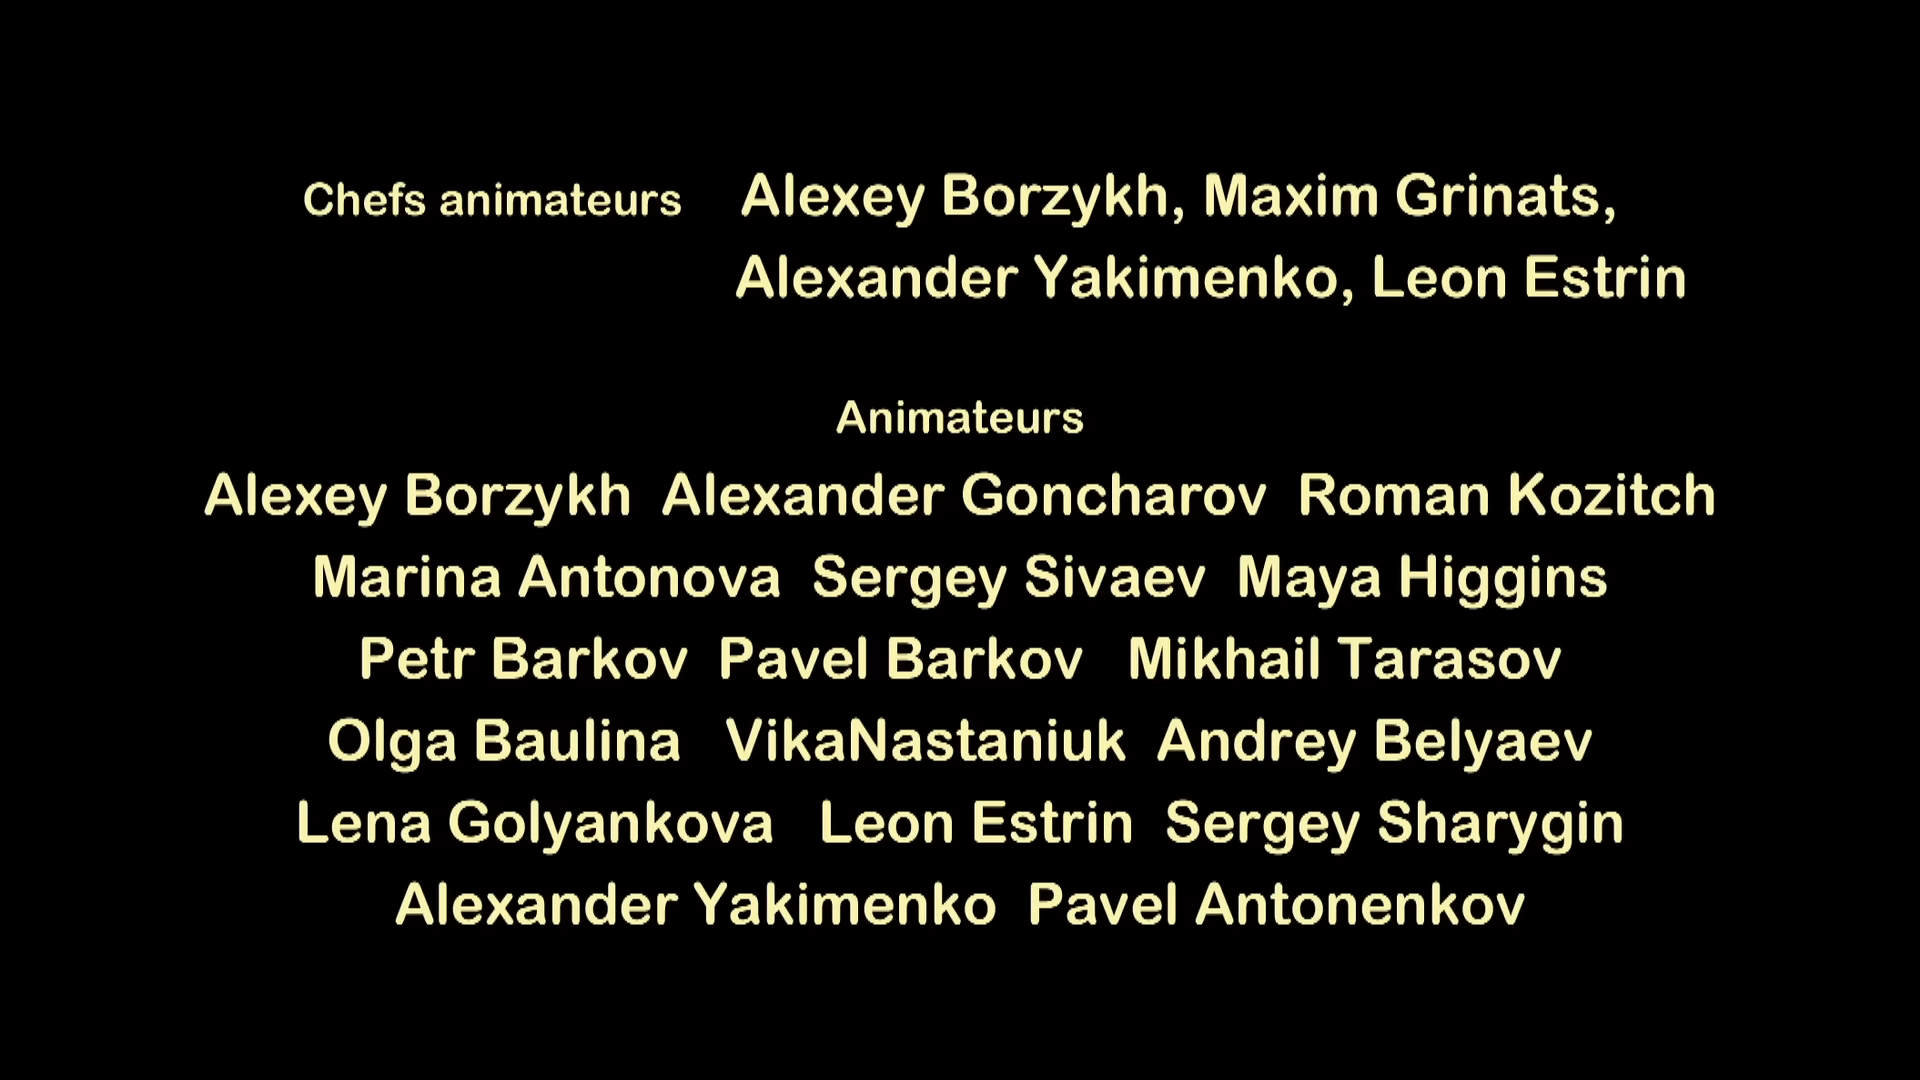 Chefs animateurs Alexey Borzykh, Maxim Grinats,
Alexander Yakimenko, Leon Estrin
Animateurs
Alexey Borzykh Alexander Goncharov Roman Kozitch
Marina Antonova Sergey Sivaev Maya Higgins
Petr Barkov Pavel Barkov Mikhail Tarasov
Olga Baulina VikaNastaniuk Andrey Belyaev
Lena Golyankova Leon Estrin Sergey Sharygin
Alexander Yakimenko Pavel Antonenkov